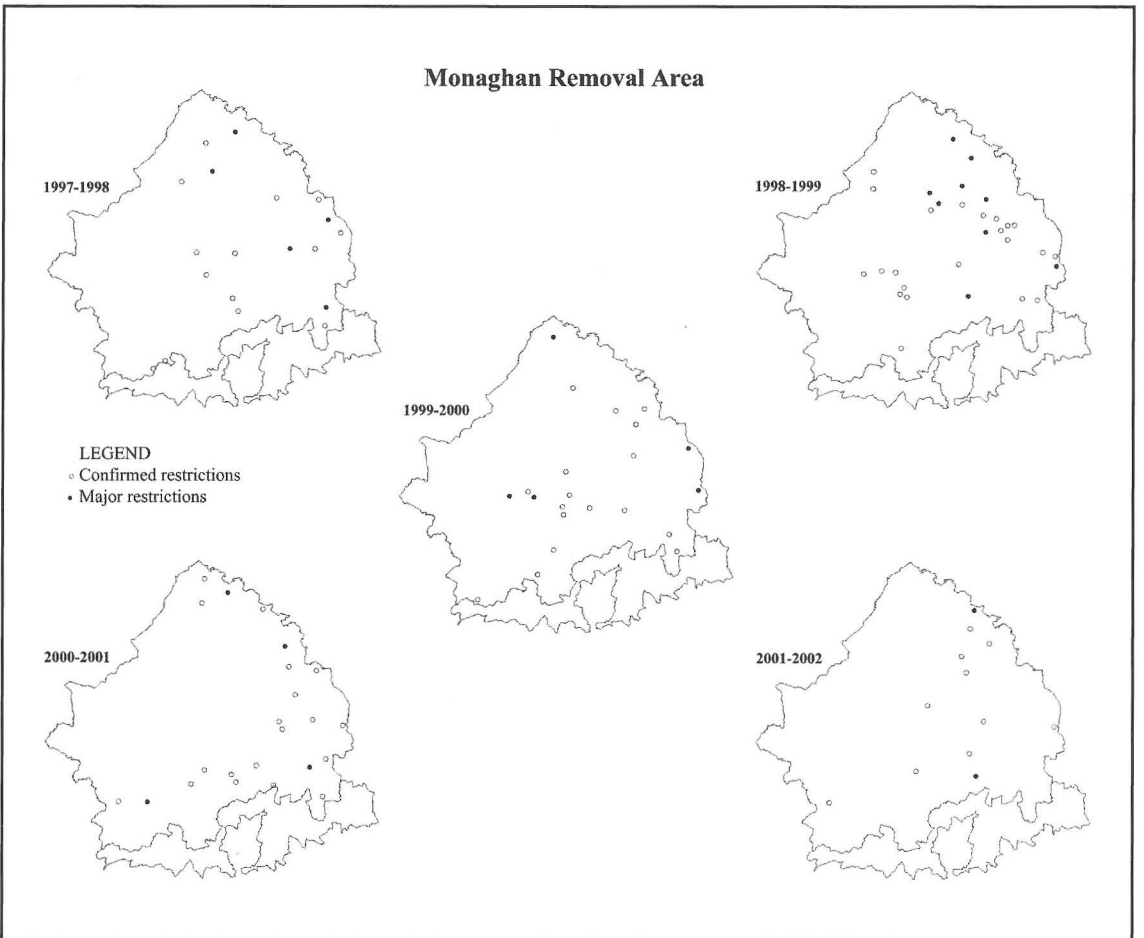 Monaghan Removal Area
1997-1998
1998-1999
1999-2000
LEGEND
Confirmed restrictions
Major restrictions
2000-2001
2001-2002